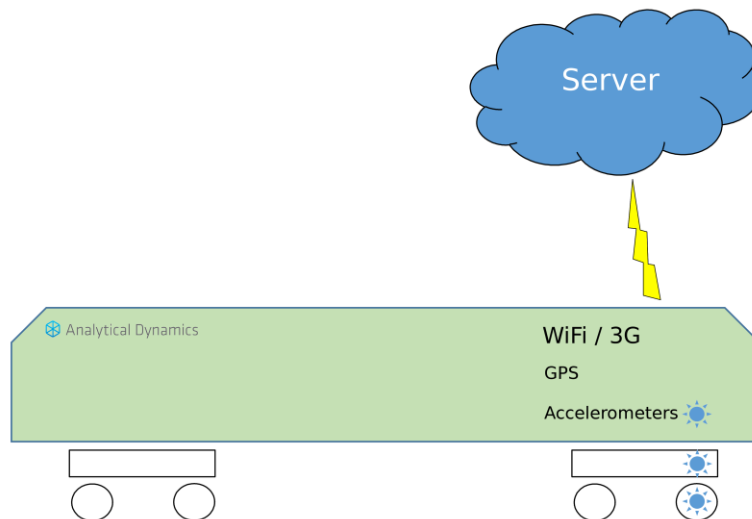 Server
Analytical Dynamics
WiFi / 3G
GPS
Accelerometers